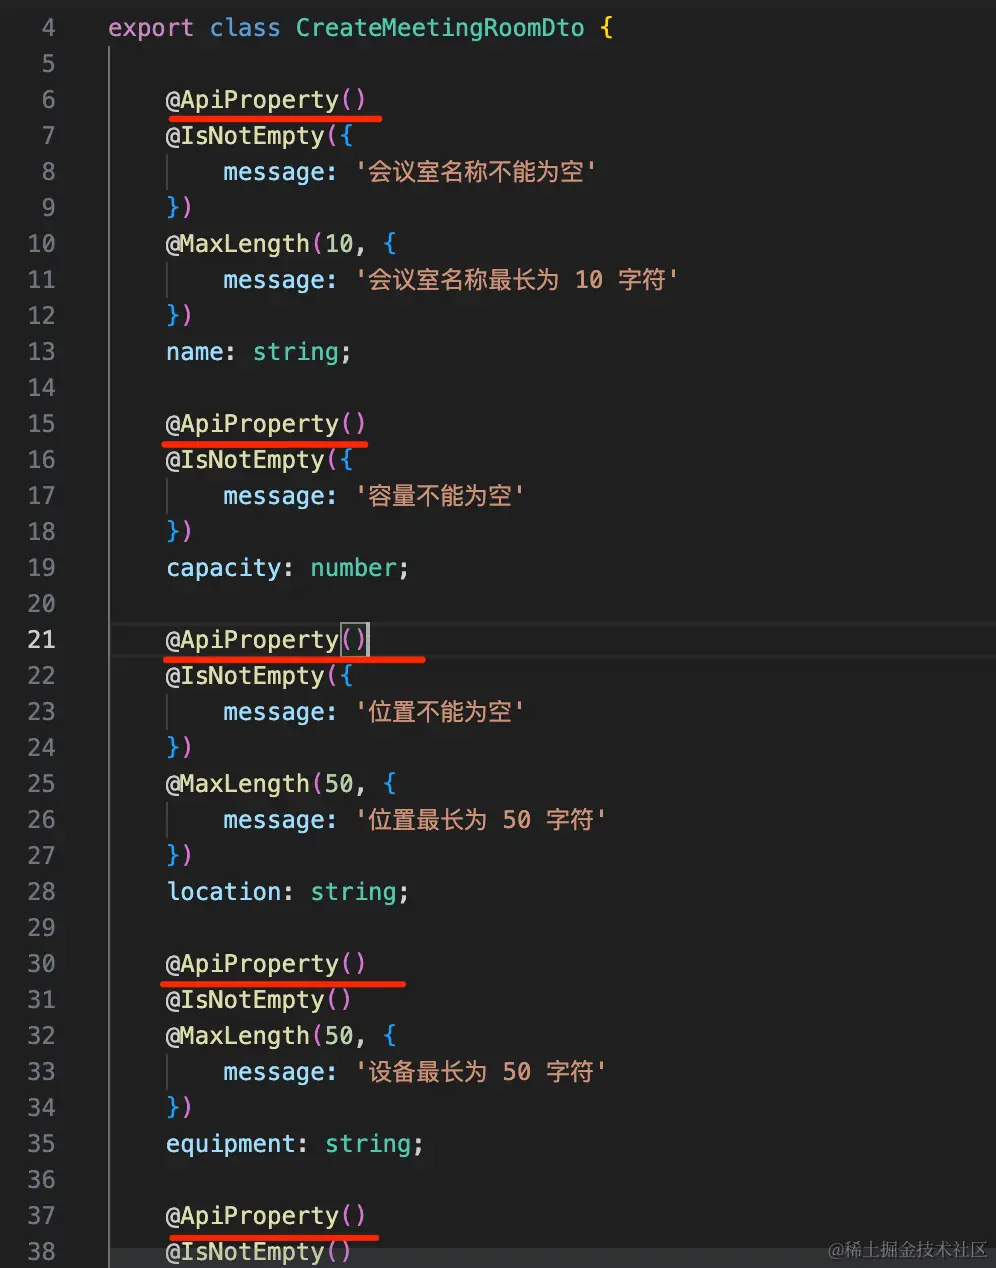 4 export class CreateMeetingRoomDto {
5
6 @ApiProperty()
7 @IsNotEmpty({
8 message: '会议室名称不能为空'
9 })
10 @MaxLength(10, {
11 message: '会议室名称最长为 10 字符'
12 })
13 name: string;
14
15 @ApiProperty()
16 @IsNotEmpty({
17 message: '容量不能为空'
18 })
19 capacity: number;
20
21 @ApiProperty()
22 @IsNotEmpty({
23 message: '位置不能为空'
24 })
25 @MaxLength(50, {
26 message: '位置最长为 50 字符'
27 })
28 location: string;
29
30 @ApiProperty()
31 @IsNotEmpty()
32 @MaxLength(50, {
33 message: '设备最长为 50 字符'
34 })
35 equipment: string;
36
37 @ApiProperty()
38 @IsNotEmpty()
@稀土掘金技术社区